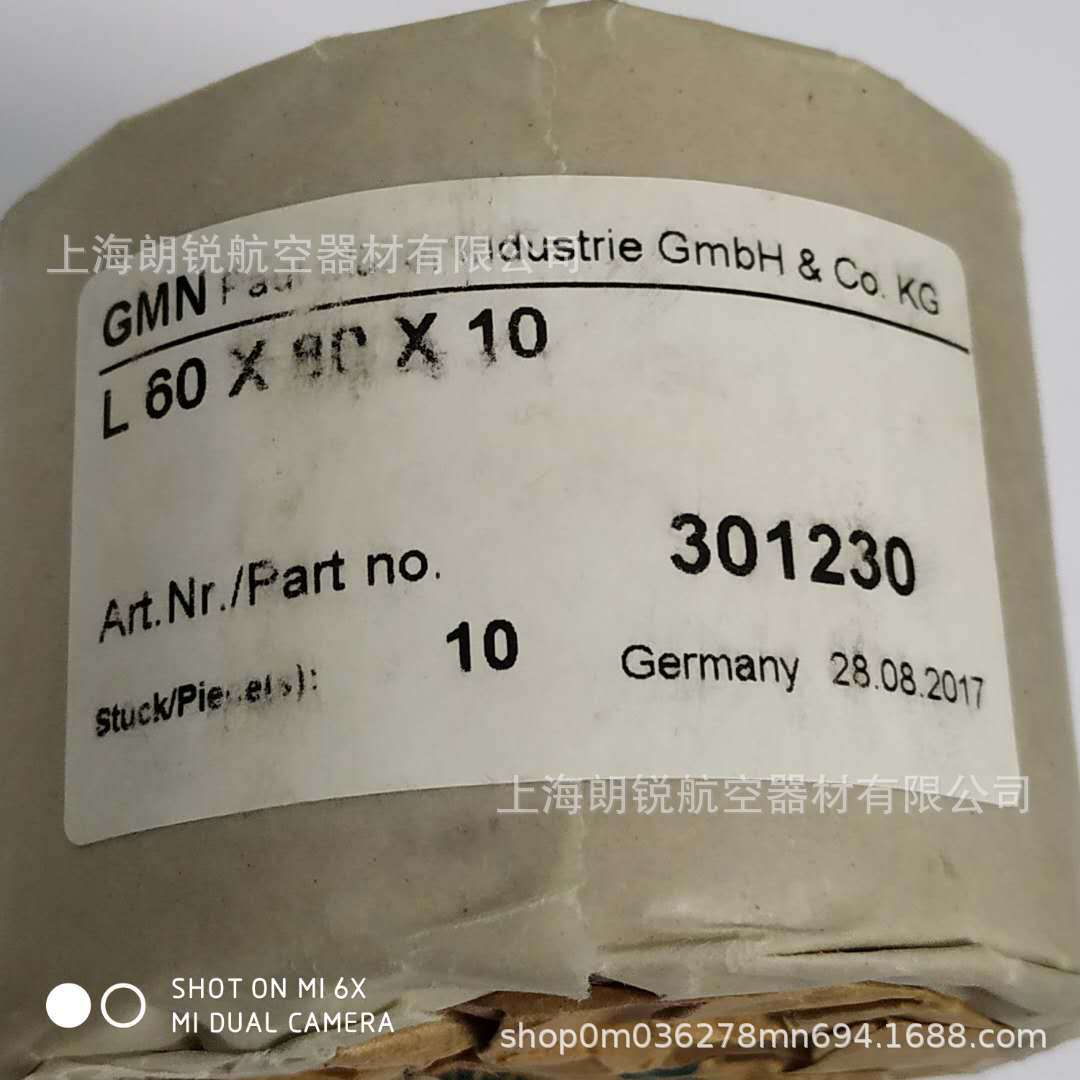 上海朗锐航空器材有限公司
GMN Industrie GmbH & Co. KG
L 60 X 80 X 10
Art.Nr./Part no. 301230
Stuck/Piece(s): 10 Germany 28.08.2017
上海朗锐航空器材有限公司
SHOT ON MI 6X
MI DUAL CAMERA
shop0m036278mn694.1688.com